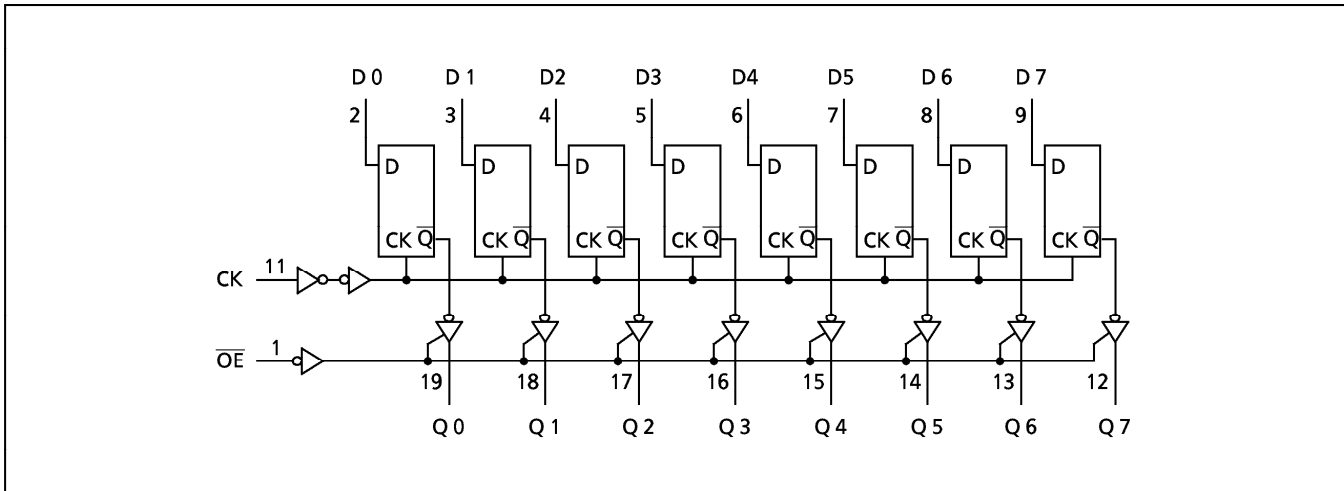 D 0 D 1 D2 D3 D4 D5 D 6 D 7
2 3 4 5 6 7 8 9
D D D D D D D D
CK Q̅ CK Q̅ CK Q̅ CK Q̅ CK Q̅ CK Q̅ CK Q̅ CK Q̅
CK 11
O̅E̅ 1
19 18 17 16 15 14 13 12
Q 0 Q 1 Q 2 Q 3 Q 4 Q 5 Q 6 Q 7